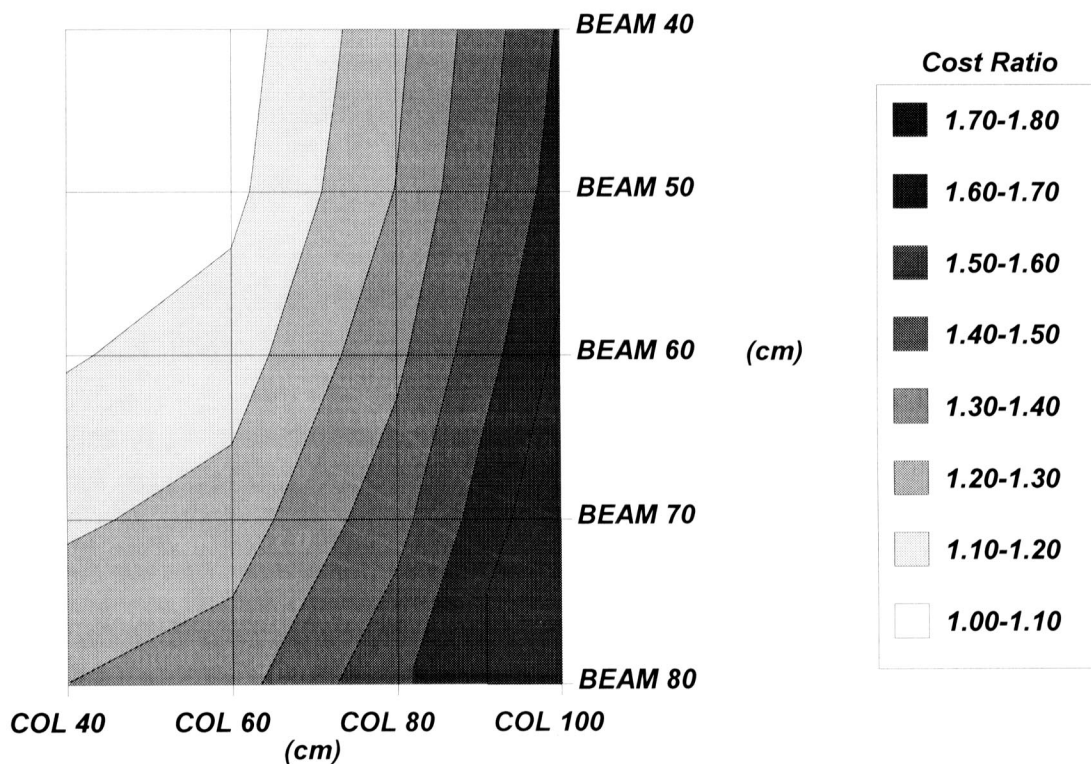 BEAM 40
BEAM 50
BEAM 60
(cm)
BEAM 70
BEAM 80
COL 40
COL 60
COL 80
COL 100
(cm)
Cost Ratio
1.70-1.80
1.60-1.70
1.50-1.60
1.40-1.50
1.30-1.40
1.20-1.30
1.10-1.20
1.00-1.10